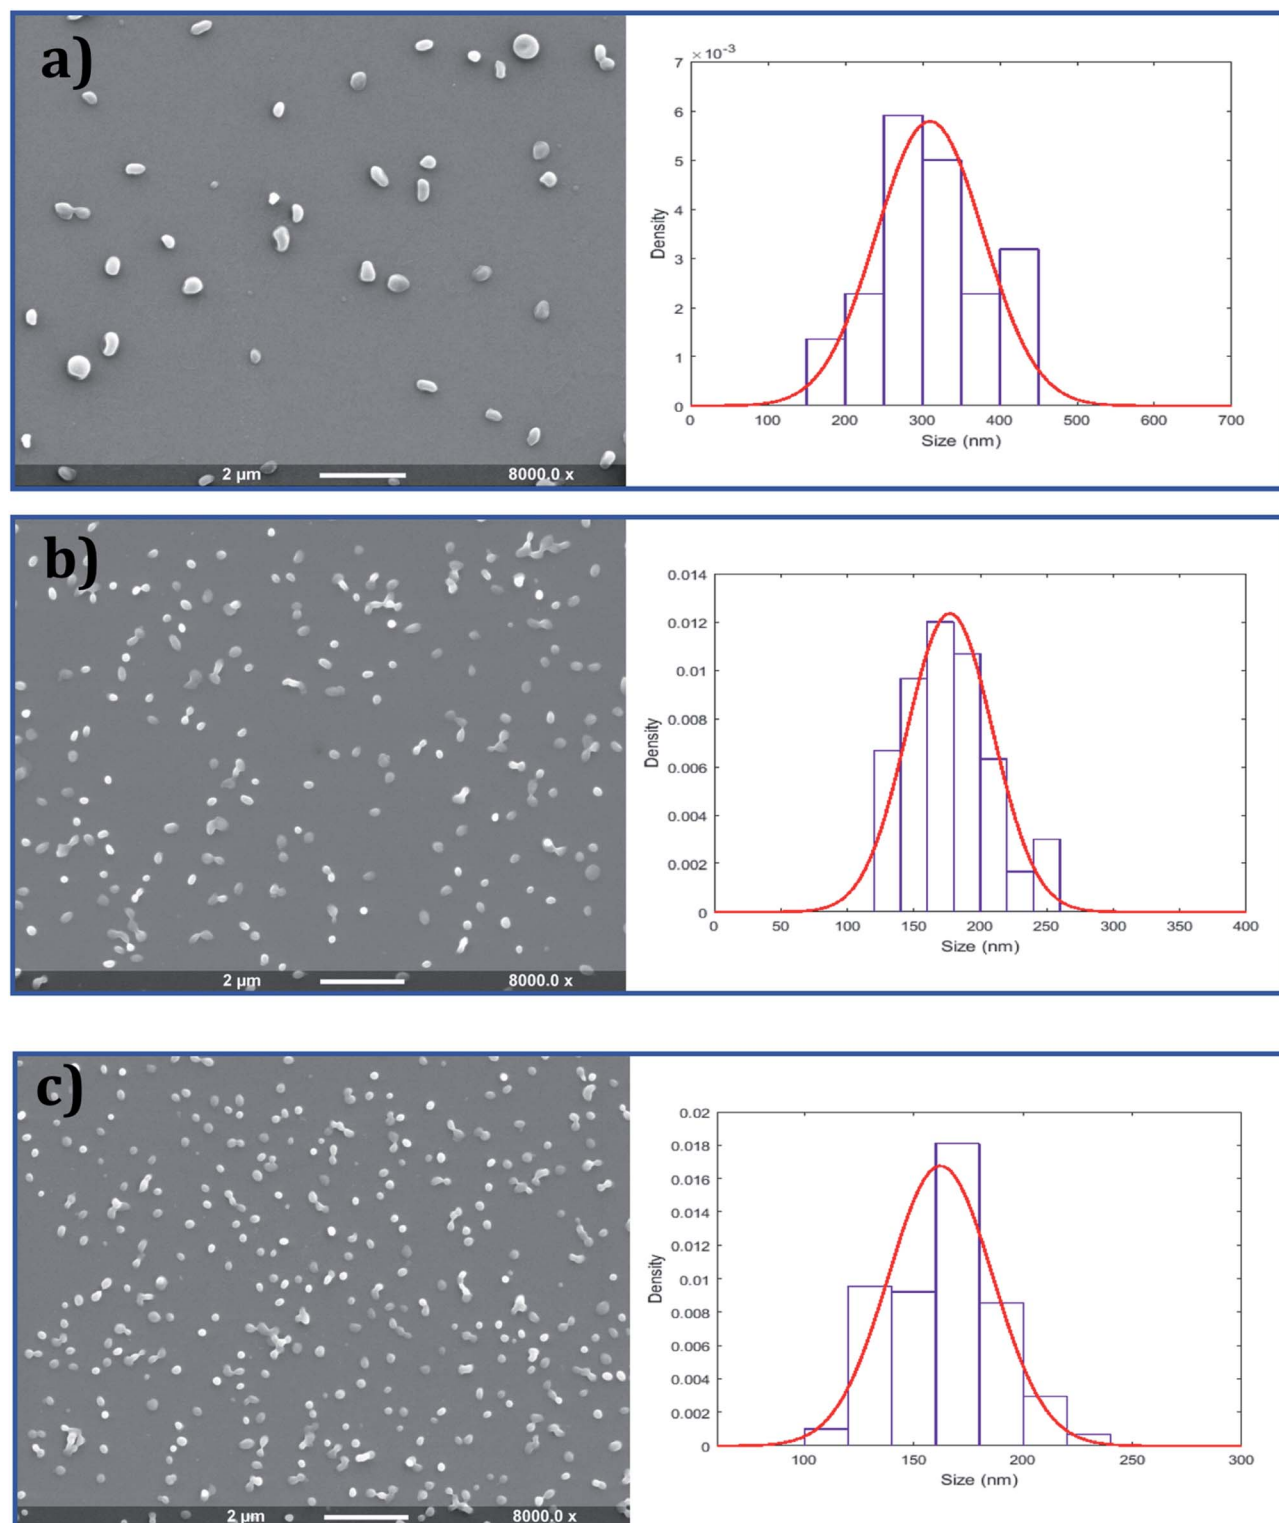 a)
2 µm 8000.0 x
×10⁻³
7
6
5
4
3
2
1
0
Density
0 100 200 300 400 500 600 700
Size (nm)
b)
2 µm 8000.0 x
0.014
0.012
0.01
0.008
0.006
0.004
0.002
0
Density
0 50 100 150 200 250 300 350 400
Size (nm)
c)
2 µm 8000.0 x
0.02
0.018
0.016
0.014
0.012
0.01
0.008
0.006
0.004
0.002
0
Density
100 150 200 250 300
Size (nm)